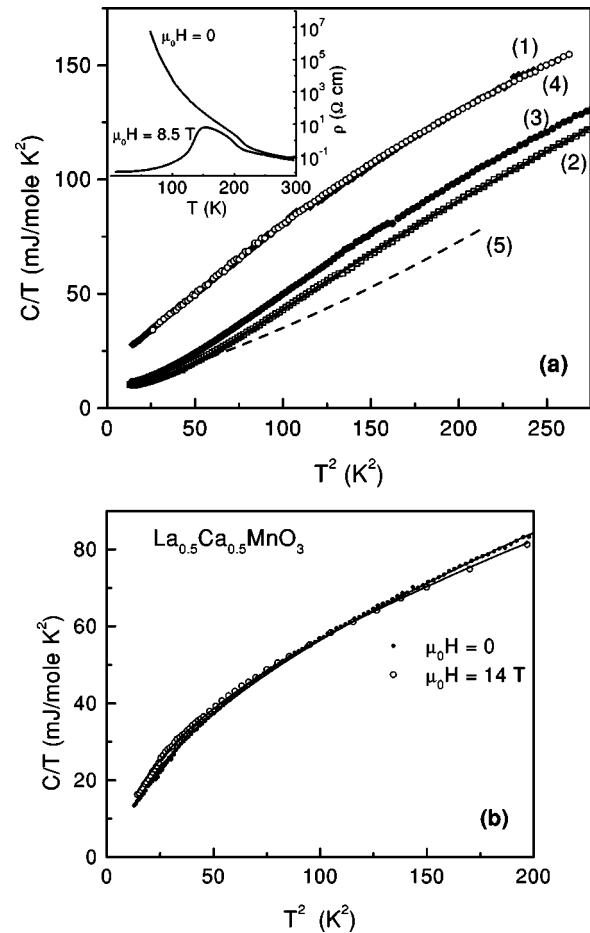 μ₀H = 0
μ₀H = 8.5 T
10⁷
10⁵
10³
10¹
10⁻¹
ρ (Ω cm)
100
200
300
T (K)
(1)
(4)
(3)
(2)
(5)
(a)
150
100
50
0
C/T (mJ/mole K²)
0
50
100
150
200
250
T² (K²)
La₀.₅Ca₀.₅MnO₃
μ₀H = 0
μ₀H = 14 T
(b)
80
60
40
20
0
C/T (mJ/mole K²)
0
50
100
150
200
T² (K²)